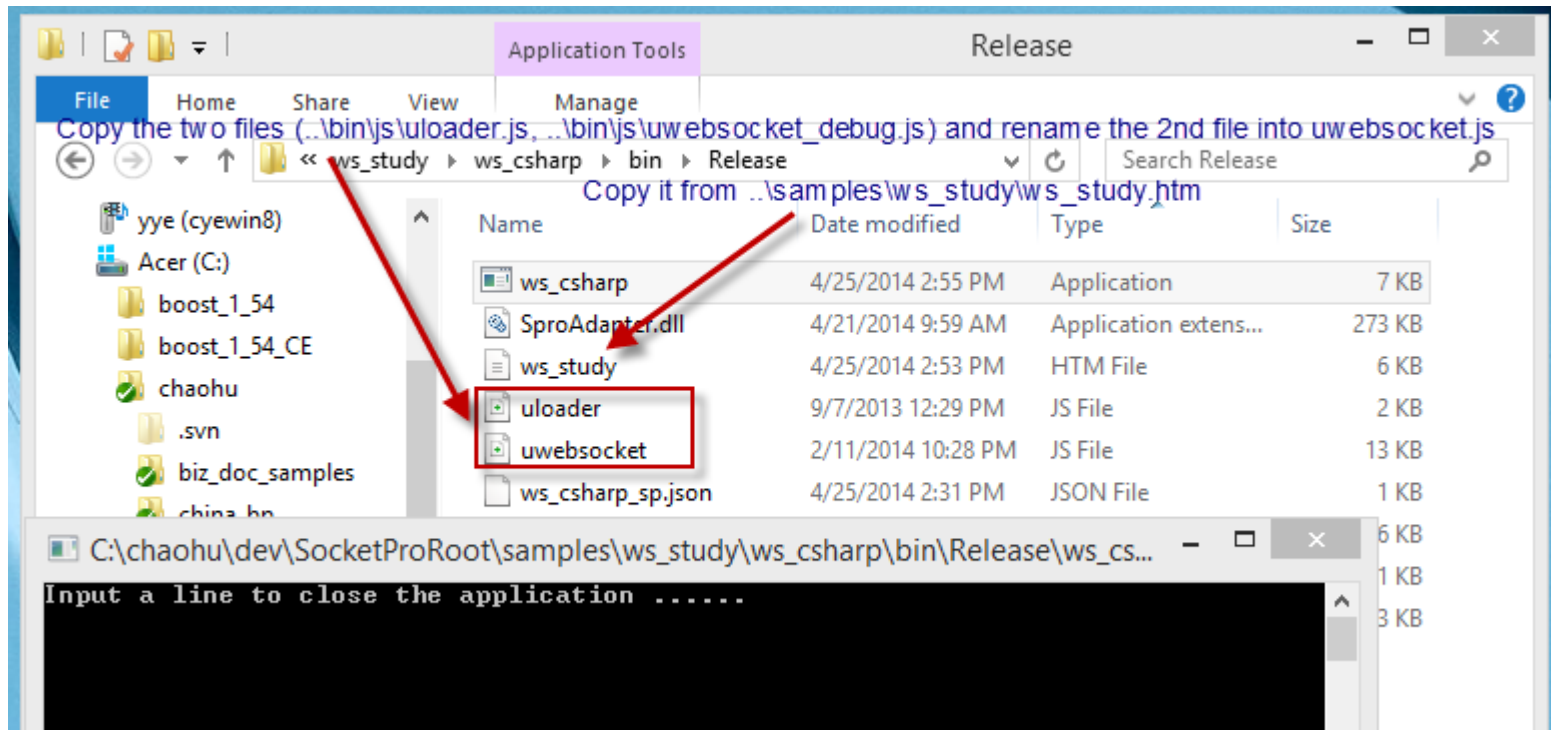 Application Tools
Release
File Home Share View Manage
Copy the two files (..\bin\js\uloader.js, ..\bin\js\uwebsocket_debug.js) and rename the 2nd file into uwebsocket.js
« ws_study ▸ ws_csharp ▸ bin ▸ Release
Search Release
Copy it from ..\samples\ws_study\ws_study.htm
yye (cyewin8)
Acer (C:)
boost_1_54
boost_1_54_CE
chaohu
.svn
biz_doc_samples
china_hn
Name Date modified Type Size
ws_csharp 4/25/2014 2:55 PM Application 7 KB
SproAdapter.dll 4/21/2014 9:59 AM Application extens... 273 KB
ws_study 4/25/2014 2:53 PM HTM File 6 KB
uloader 9/7/2013 12:29 PM JS File 2 KB
uwebsocket 2/11/2014 10:28 PM JS File 13 KB
ws_csharp_sp.json 4/25/2014 2:31 PM JSON File 1 KB
6 KB
1 KB
3 KB
C:\chaohu\dev\SocketProRoot\samples\ws_study\ws_csharp\bin\Release\ws_cs...
Input a line to close the application ......